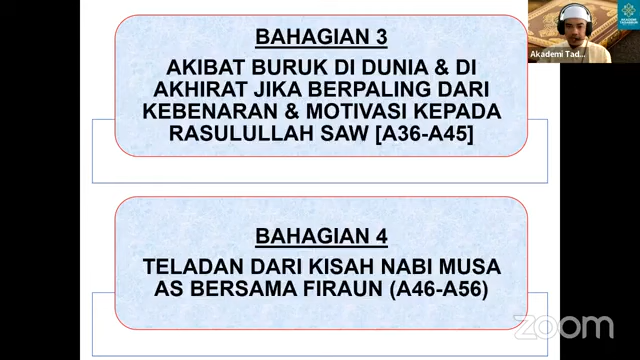 BAHAGIAN 3
AKIBAT BURUK DI DUNIA & DI
AKHIRAT JIKA BERPALING DARI
KEBENARAN & MOTIVASI KEPADA
RASULULLAH SAW [A36-A45]
BAHAGIAN 4
TELADAN DARI KISAH NABI MUSA
AS BERSAMA FIRAUN (A46-A56)
Akademi Tad...
zoom